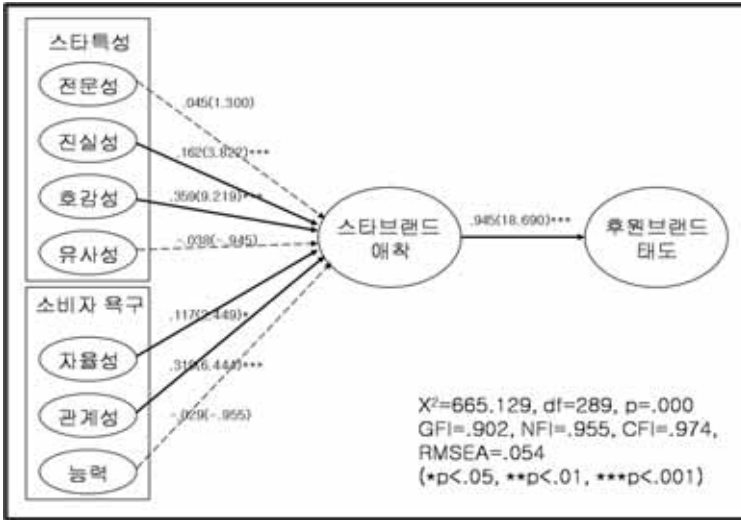 스타특성
전문성
진실성
호감성
유사성
소비자 욕구
자율성
관계성
능력
.045(1.300)
.162(3.822)***
.359(9.219)***
-.038(-.945)
.117(2.449)*
.319(6.444)***
-.029(-.955)
스타브랜드
애착
.945(18.690)***
후원브랜드
태도
X²=665.129, df=289, p=.000
GFI=.902, NFI=.955, CFI=.974,
RMSEA=.054
(*p<.05, **p<.01, ***p<.001)